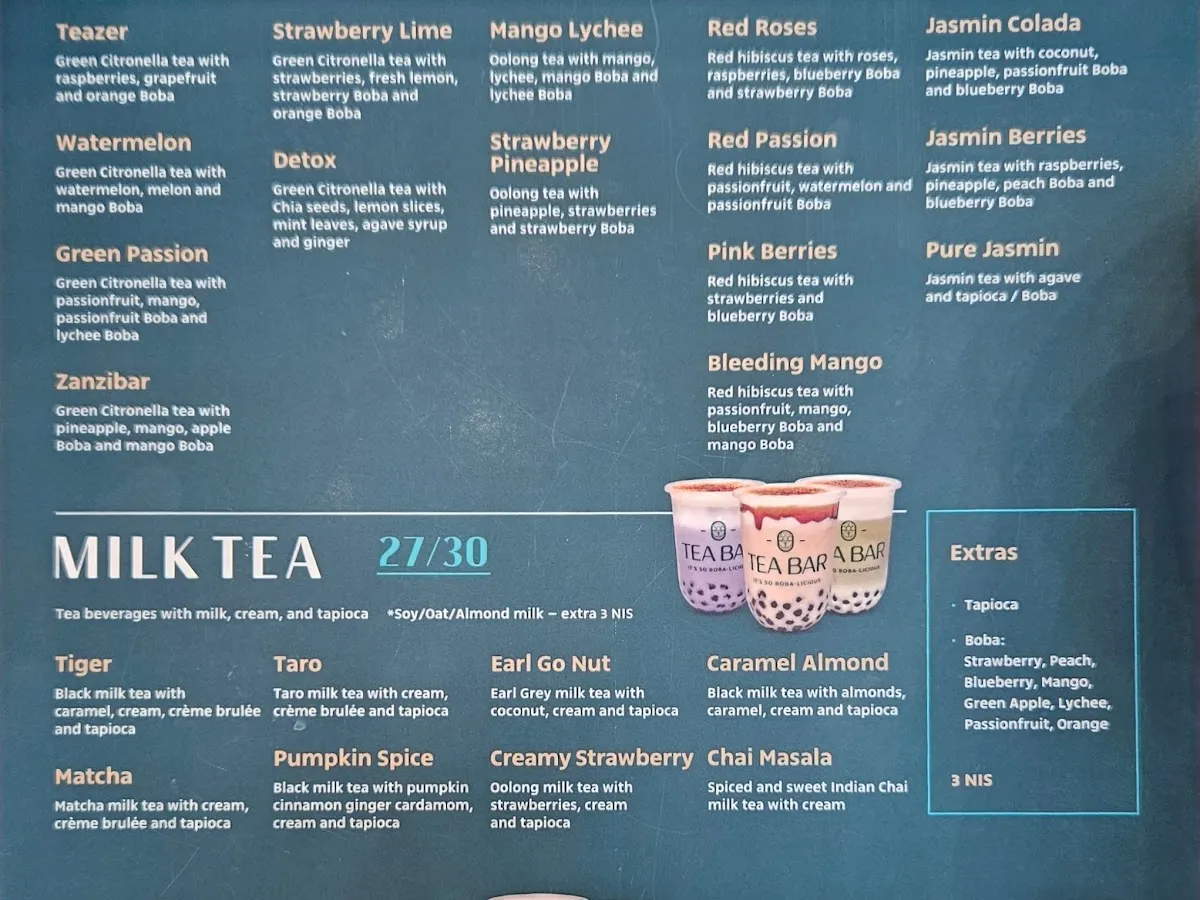 Teazer
Green Citronella tea with
raspberries, grapefruit
and orange Boba
Watermelon
Green Citronella tea with
watermelon, melon and
mango Boba
Green Passion
Green Citronella tea with
passionfruit, mango,
passionfruit Boba and
lychee Boba
Zanzibar
Green Citronella tea with
pineapple, mango, apple
Boba and mango Boba
Strawberry Lime
Green Citronella tea with
strawberries, fresh lemon,
strawberry Boba and
orange Boba
Detox
Green Citronella tea with
Chia seeds, lemon slices,
mint leaves, agave syrup
and ginger
Mango Lychee
Oolong tea with mango,
lychee, mango Boba and
lychee Boba
Strawberry
Pineapple
Oolong tea with
pineapple, strawberries
and strawberry Boba
Red Roses
Red hibiscus tea with roses,
raspberries, blueberry Boba
and strawberry Boba
Red Passion
Red hibiscus tea with
passionfruit, watermelon and
passionfruit Boba
Pink Berries
Red hibiscus tea with
strawberries and
blueberry Boba
Bleeding Mango
Red hibiscus tea with
passionfruit, mango,
blueberry Boba and
mango Boba
Jasmin Colada
Jasmin tea with coconut,
pineapple, passionfruit Boba
and blueberry Boba
Jasmin Berries
Jasmin tea with raspberries,
pineapple, peach Boba and
blueberry Boba
Pure Jasmin
Jasmin tea with agave
and tapioca / Boba
MILK TEA 27/30
Tea beverages with milk, cream, and tapioca *Soy/Oat/Almond milk – extra 3 NIS
TEA BA
IT'S SO BOBA-LICIOUS
TEA BAR
IT'S SO BOBA-LICIOUS
A BAR
SO BOBA-LICIOUS
Tiger
Black milk tea with
caramel, cream, crème brulée
and tapioca
Matcha
Matcha milk tea with cream,
crème brulée and tapioca
Taro
Taro milk tea with cream,
crème brulée and tapioca
Pumpkin Spice
Black milk tea with pumpkin
cinnamon ginger cardamom,
cream and tapioca
Earl Go Nut
Earl Grey milk tea with
coconut, cream and tapioca
Creamy Strawberry
Oolong milk tea with
strawberries, cream
and tapioca
Caramel Almond
Black milk tea with almonds,
caramel, cream and tapioca
Chai Masala
Spiced and sweet Indian Chai
milk tea with cream
Extras
· Tapioca
· Boba:
Strawberry, Peach,
Blueberry, Mango,
Green Apple, Lychee,
Passionfruit, Orange
3 NIS